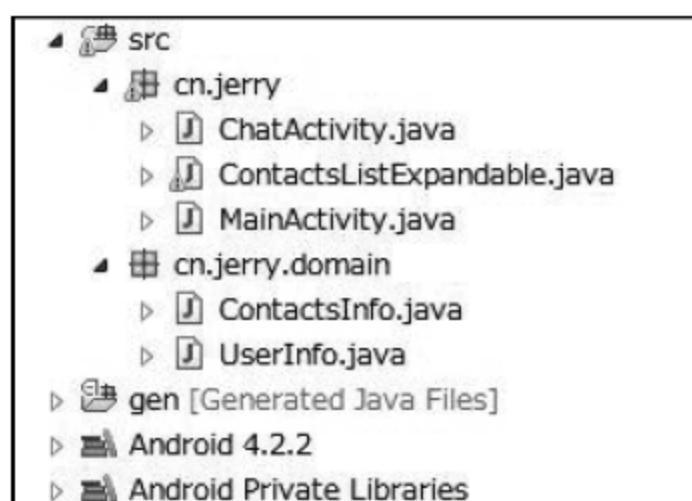 src
cn.jerry
ChatActivity.java
ContactsListExpandable.java
MainActivity.java
cn.jerry.domain
ContactsInfo.java
UserInfo.java
gen [Generated Java Files]
Android 4.2.2
Android Private Libraries